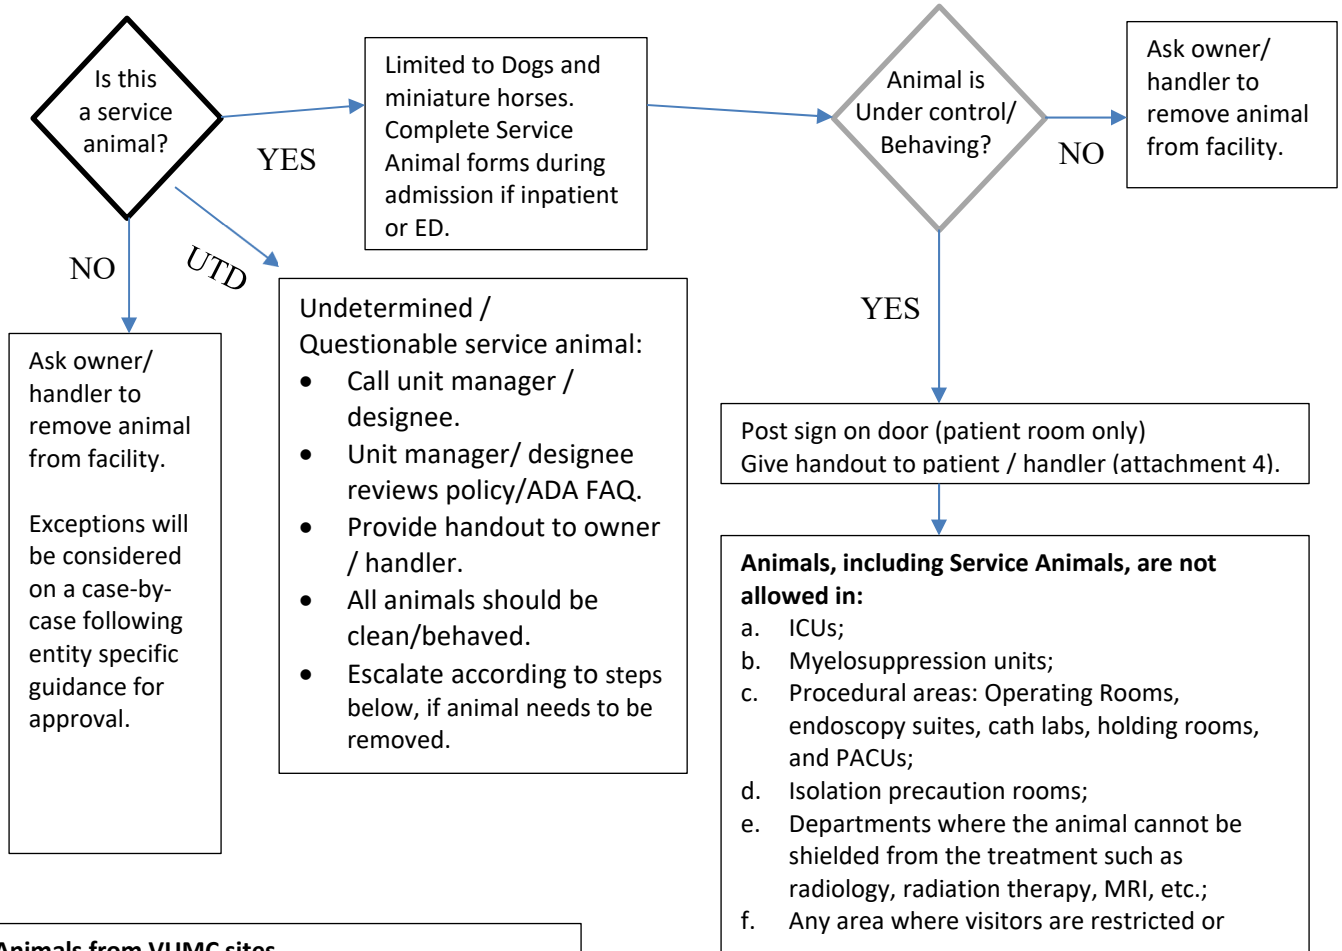 Is this
a service
animal?
YES
NO
UTD
Limited to Dogs and
miniature horses.
Complete Service
Animal forms during
admission if inpatient
or ED.
Animal is
Under control/
Behaving?
NO
YES
Ask owner/
handler to
remove animal
from facility.
Ask owner/
handler to
remove animal
from facility.
Exceptions will
be considered
on a case-by-
case following
entity specific
guidance for
approval.
Undetermined /
Questionable service animal:
• Call unit manager /
designee.
• Unit manager/ designee
reviews policy/ADA FAQ.
• Provide handout to owner
/ handler.
• All animals should be
clean/behaved.
• Escalate according to steps
below, if animal needs to be
removed.
Post sign on door (patient room only)
Give handout to patient / handler (attachment 4).
Animals, including Service Animals, are not
allowed in:
a. ICUs;
b. Myelosuppression units;
c. Procedural areas: Operating Rooms,
endoscopy suites, cath labs, holding rooms,
and PACUs;
d. Isolation precaution rooms;
e. Departments where the animal cannot be
shielded from the treatment such as
radiology, radiation therapy, MRI, etc.;
f. Any area where visitors are restricted or
Animals from VUMC sites